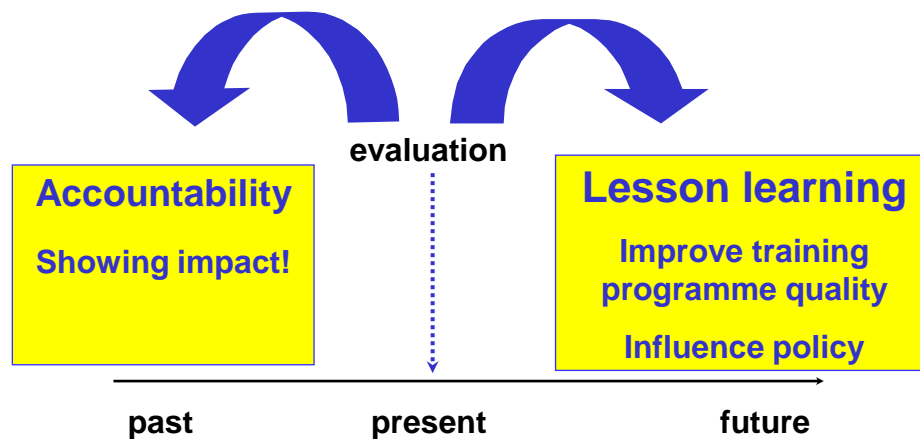 evaluation
Accountability
Showing impact!
Lesson learning
Improve training
programme quality
Influence policy
past
present
future